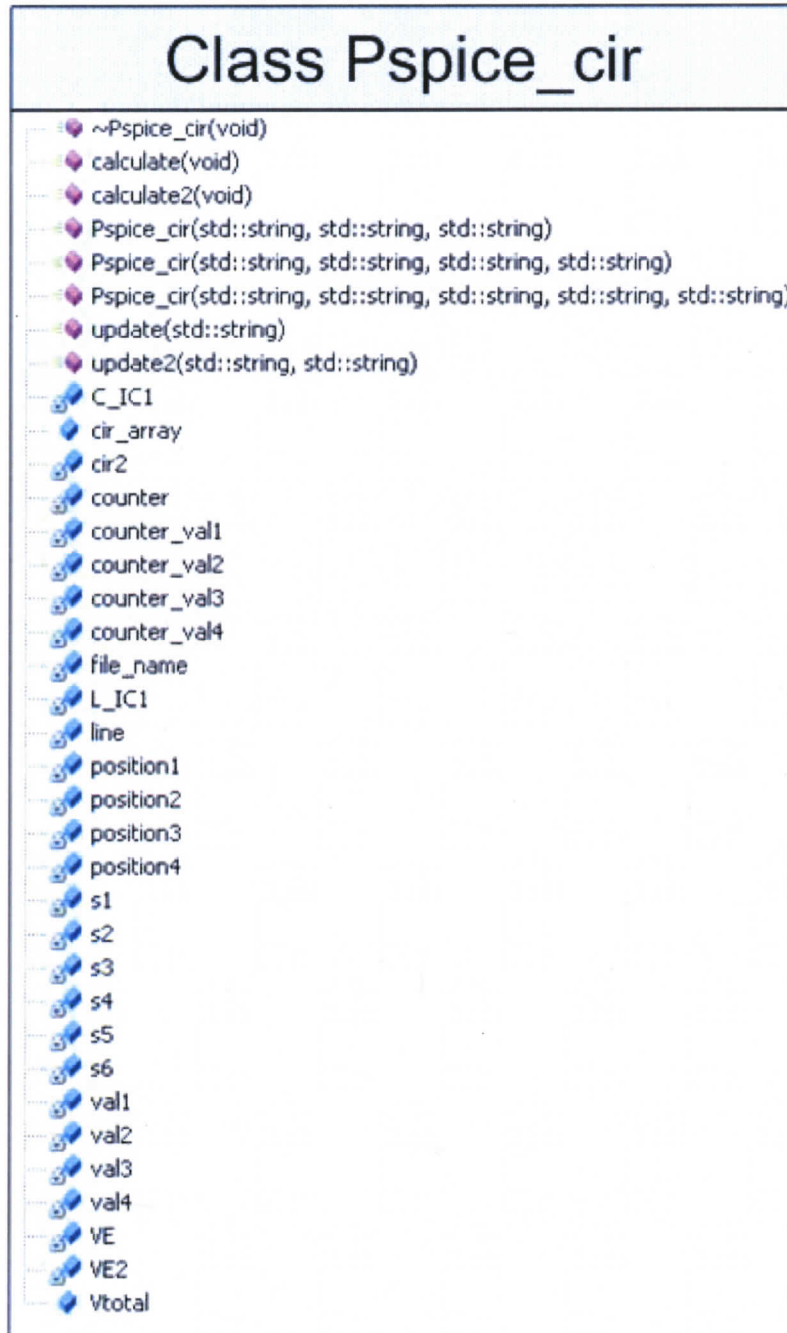 Class Pspice_cir
~Pspice_cir(void)
calculate(void)
calculate2(void)
Pspice_cir(std::string, std::string, std::string)
Pspice_cir(std::string, std::string, std::string, std::string)
Pspice_cir(std::string, std::string, std::string, std::string, std::string)
update(std::string)
update2(std::string, std::string)
C_IC1
cir_array
cir2
counter
counter_val1
counter_val2
counter_val3
counter_val4
file_name
L_IC1
line
position1
position2
position3
position4
s1
s2
s3
s4
s5
s6
val1
val2
val3
val4
VE
VE2
Vtotal